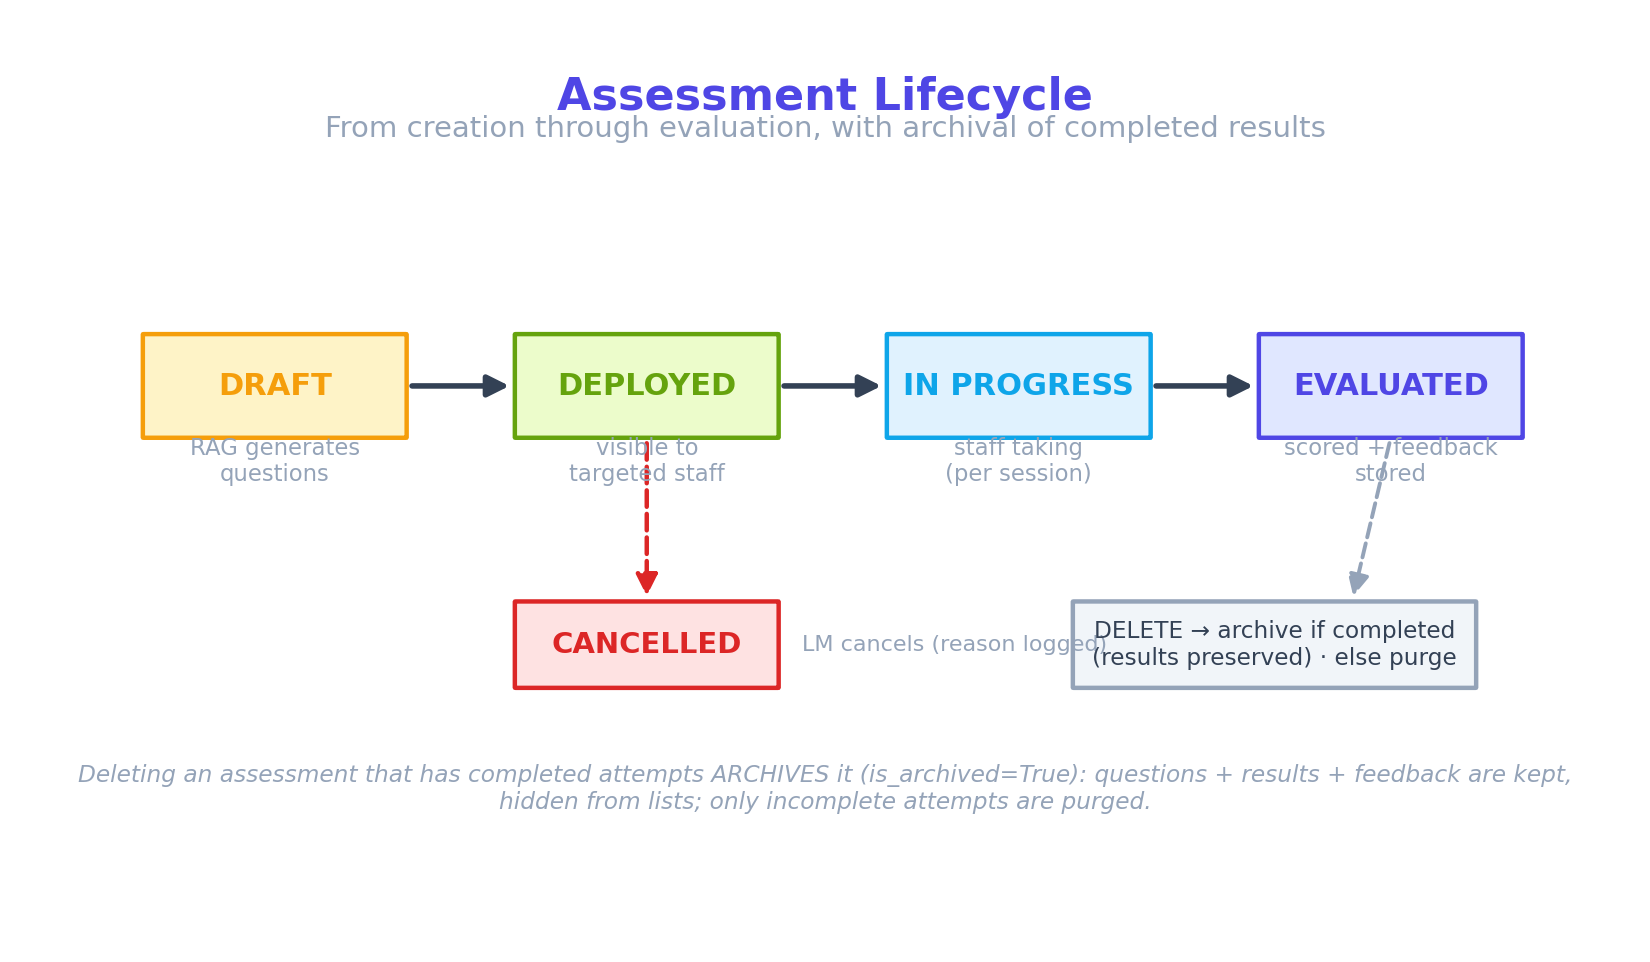 Assessment Lifecycle
From creation through evaluation, with archival of completed results
DRAFT
DEPLOYED
IN PROGRESS
EVALUATED
RAG generates
questions
visible to
targeted staff
staff taking
(per session)
scored + feedback
stored
CANCELLED
LM cancels (reason logged)
DELETE → archive if completed
(results preserved) · else purge
Deleting an assessment that has completed attempts ARCHIVES it (is_archived=True): questions + results + feedback are kept,
hidden from lists; only incomplete attempts are purged.